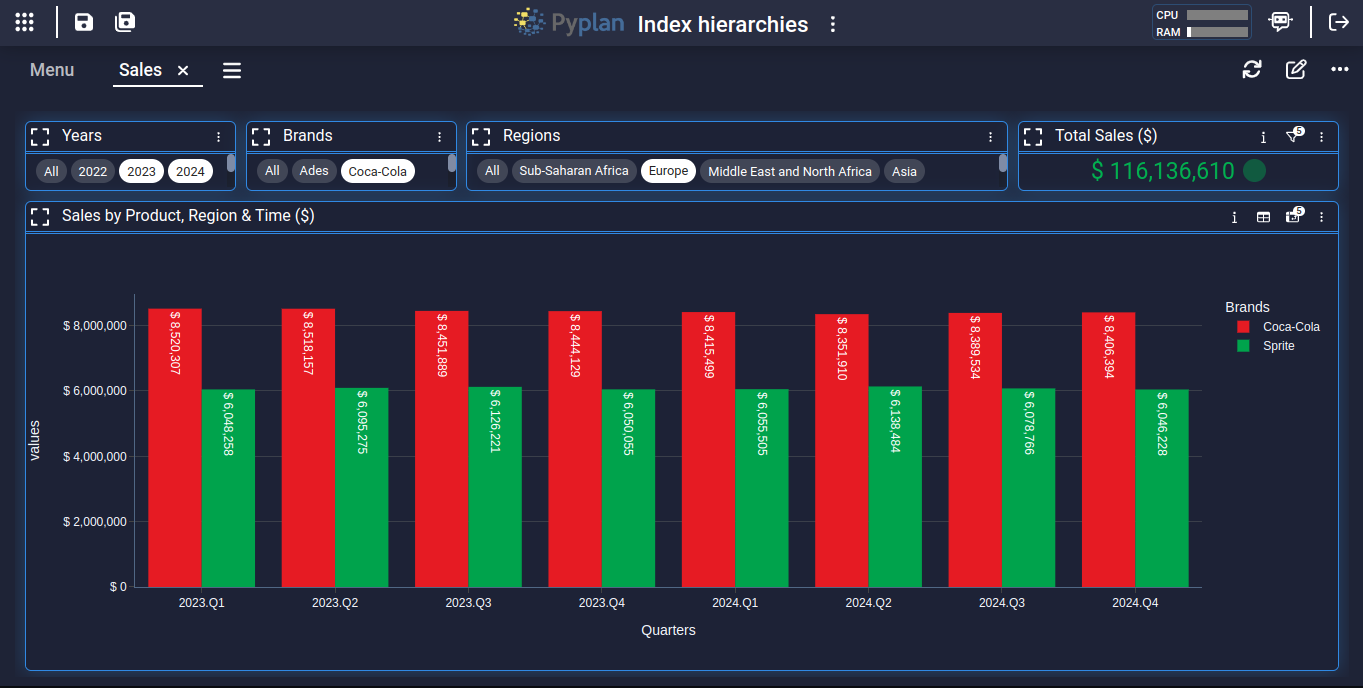 CPU
RAM
Pyplan Index hierarchies
Menu Sales
Years
All 2022 2023 2024
Brands
All Ades Coca-Cola
Regions
All Sub-Saharan Africa Europe Middle East and North Africa Asia
Total Sales ($) 5
$ 116,136,610
Sales by Product, Region & Time ($) 5
values
$ 8,000,000
$ 6,000,000
$ 4,000,000
$ 2,000,000
$ 0
$ 8,520,307
$ 6,048,258
$ 8,518,157
$ 6,095,275
$ 8,451,889
$ 6,126,221
$ 8,444,129
$ 6,050,055
$ 8,415,499
$ 6,055,505
$ 8,351,910
$ 6,138,484
$ 8,389,534
$ 6,078,766
$ 8,406,394
$ 6,046,228
2023.Q1 2023.Q2 2023.Q3 2023.Q4 2024.Q1 2024.Q2 2024.Q3 2024.Q4
Quarters
Brands
Coca-Cola
Sprite